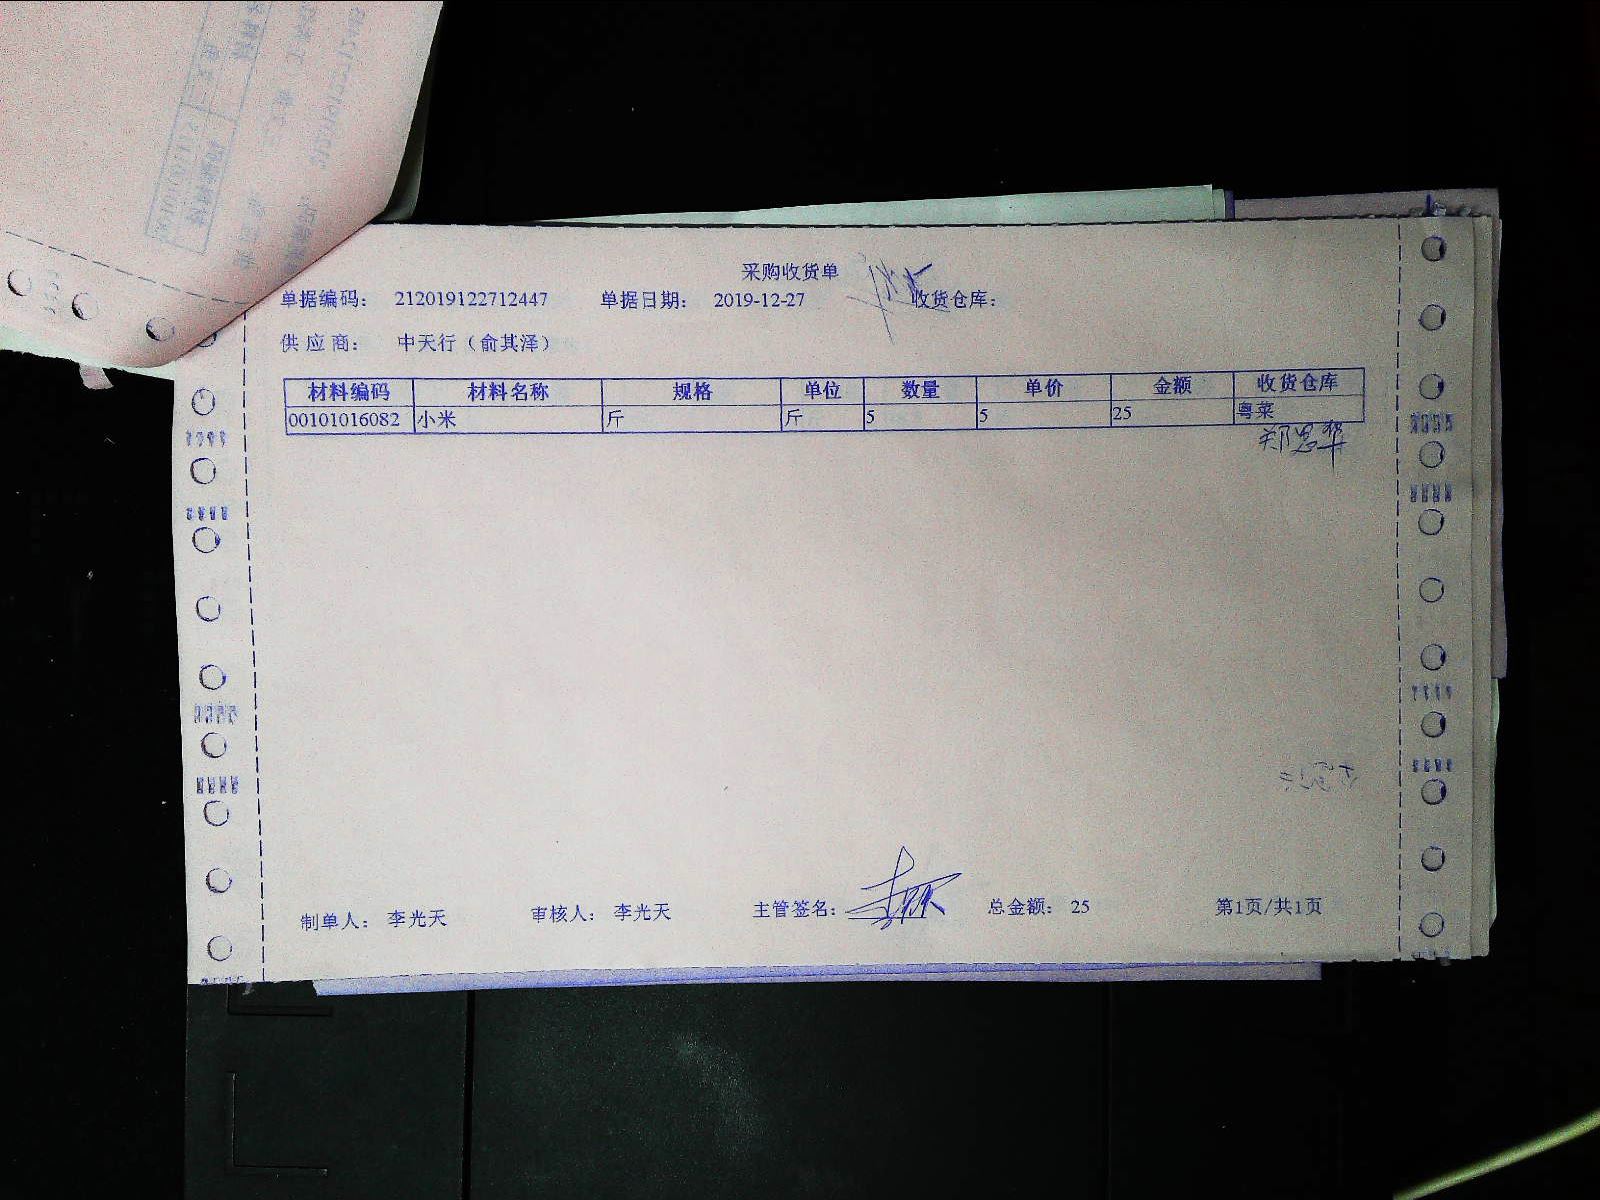 采购收货单
单据编码： 212019122712447 单据日期： 2019-12-27 收货仓库：
供应商： 中天行（俞其泽）
材料编码 材料名称 规格 单位 数量 单价 金额 收货仓库
00101016082 小米 斤 斤 5 5 25 粤菜
郑思华
制单人： 李光天 审核人： 李光天 主管签名： 总金额： 25 第1页/共1页